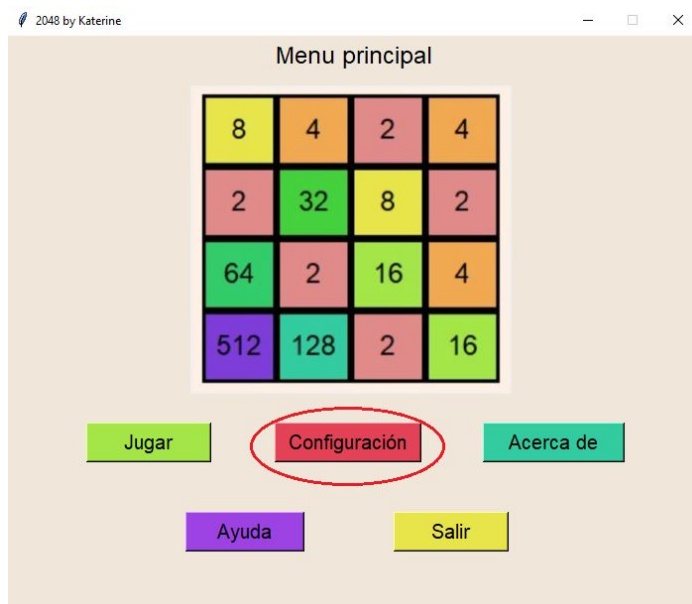 2048 by Katerine
Menu principal
8 4 2 4
2 32 8 2
64 2 16 4
512 128 2 16
Jugar Configuración Acerca de
Ayuda Salir